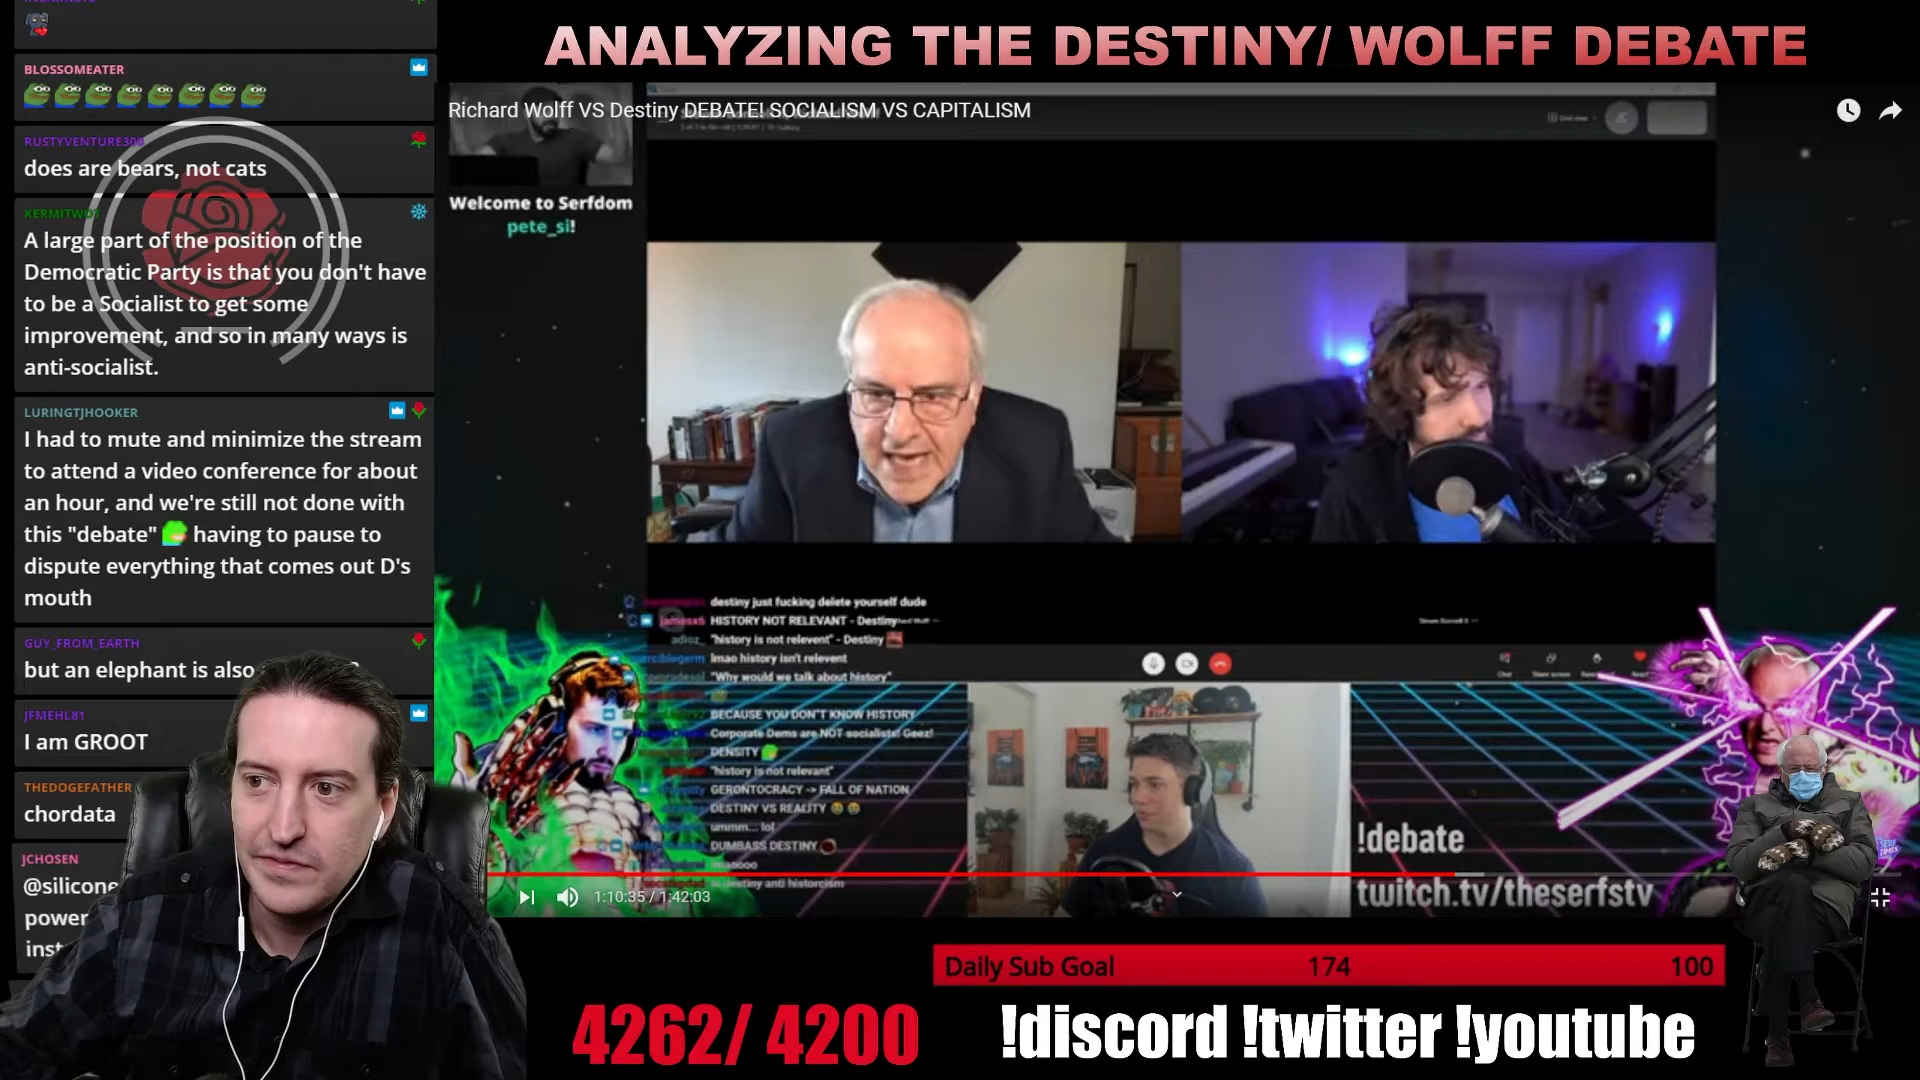 ANALYZING THE DESTINY/ WOLFF DEBATE
BLOSSOMEATER
RUSTYVENTURE30
does are bears, not cats
KERMITWOT
A large part of the position of the
Democratic Party is that you don't have
to be a Socialist to get some
improvement, and so in many ways is
anti-socialist.
LURINGTJHOOKER
I had to mute and minimize the stream
to attend a video conference for about
an hour, and we're still not done with
this "debate" having to pause to
dispute everything that comes out D's
mouth
GUY_FROM_EARTH
but an elephant is also
JFMEHL81
I am GROOT
THEDOGEFATHER
chordata
JCHOSEN
@silicone
power
inst
Richard Wolff VS Destiny DEBATE! SOCIALISM VS CAPITALISM
Welcome to Serfdom
pete_si!
destiny just fucking delete yourself dude
jamesx6 HISTORY NOT RELEVANT - Destiny
adioz_ "history is not relevent" - Destiny
lmao history isn't relevent
"Why would we talk about history"
BECAUSE YOU DON'T KNOW HISTORY
Corporate Dems are NOT socialists! Geez!
DENSITY
"history is not relevant"
GERONTOCRACY -> FALL OF NATION
DESTINY VS REALITY
ummm... lol
DUMBASS DESTINY
destiny anti historcism
1:10:35 / 1:42:03
!debate
twitch.tv/theserfstv
Daily Sub Goal 174 100
4262/ 4200
!discord !twitter !youtube